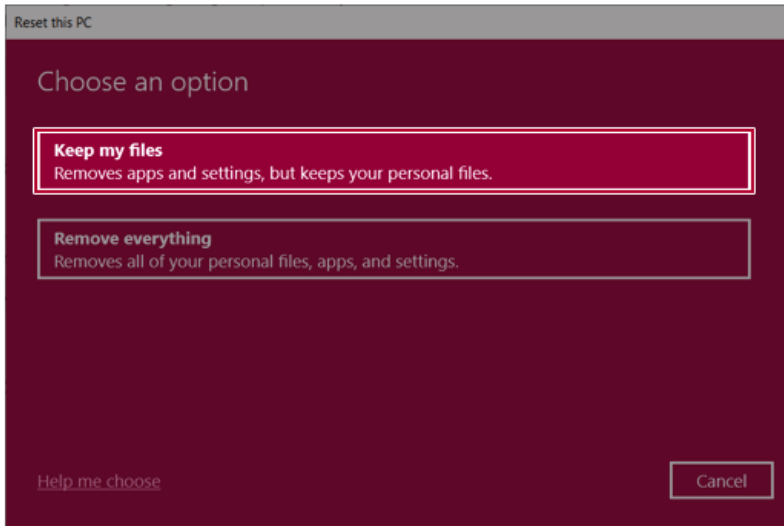 Reset this PC
Choose an option
Keep my files
Removes apps and settings, but keeps your personal files.
Remove everything
Removes all of your personal files, apps, and settings.
Help me choose
Cancel